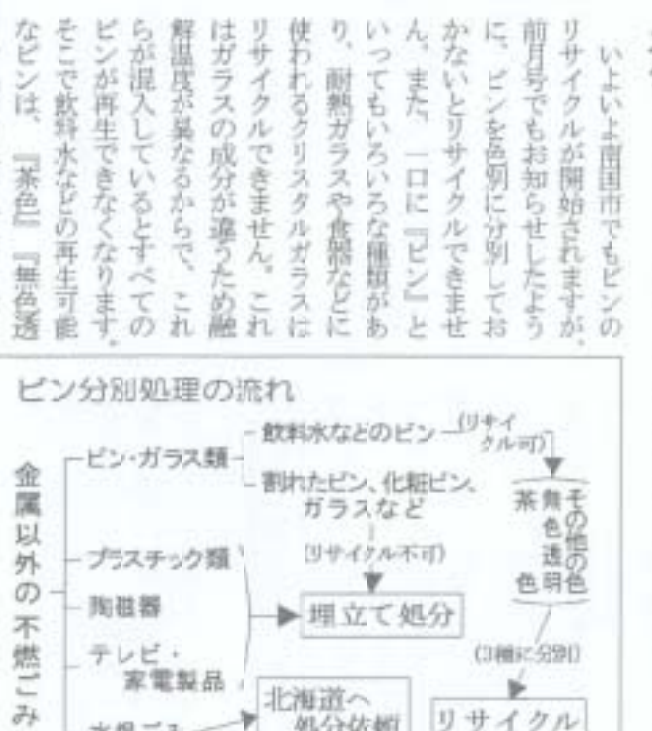 いよいよ南国市でもビンの
リサイクルが開始されますが、
前月号でもお知らせしたよう
に、ビンを色別に分別してお
かないとリサイクルできませ
ん。また、一口に『ビン』と
いってもいろいろな種類があ
り、耐熱ガラスや食器などに
使われるクリスタルガラスは
リサイクルできません。これ
はガラスの成分が違うため融
解温度が異なるからで、これ
らが混入しているとすべての
ビンが再生できなくなります。
そこで飲料水などの再生可能
なビンは、『茶色』『無色透
ビン分別処理の流れ
金属以外の不燃ごみ
ビン・ガラス類
飲料水などのビン
(リサイ
クル可)
割れたビン、化粧ビン、
ガラスなど
(リサイクル不可)
その他の色
無色透明
茶色
プラスチック類
陶磁器
テレビ・
家電製品
埋立て処分
(3種に分別)
北海道へ
処分依頼
リサイクル